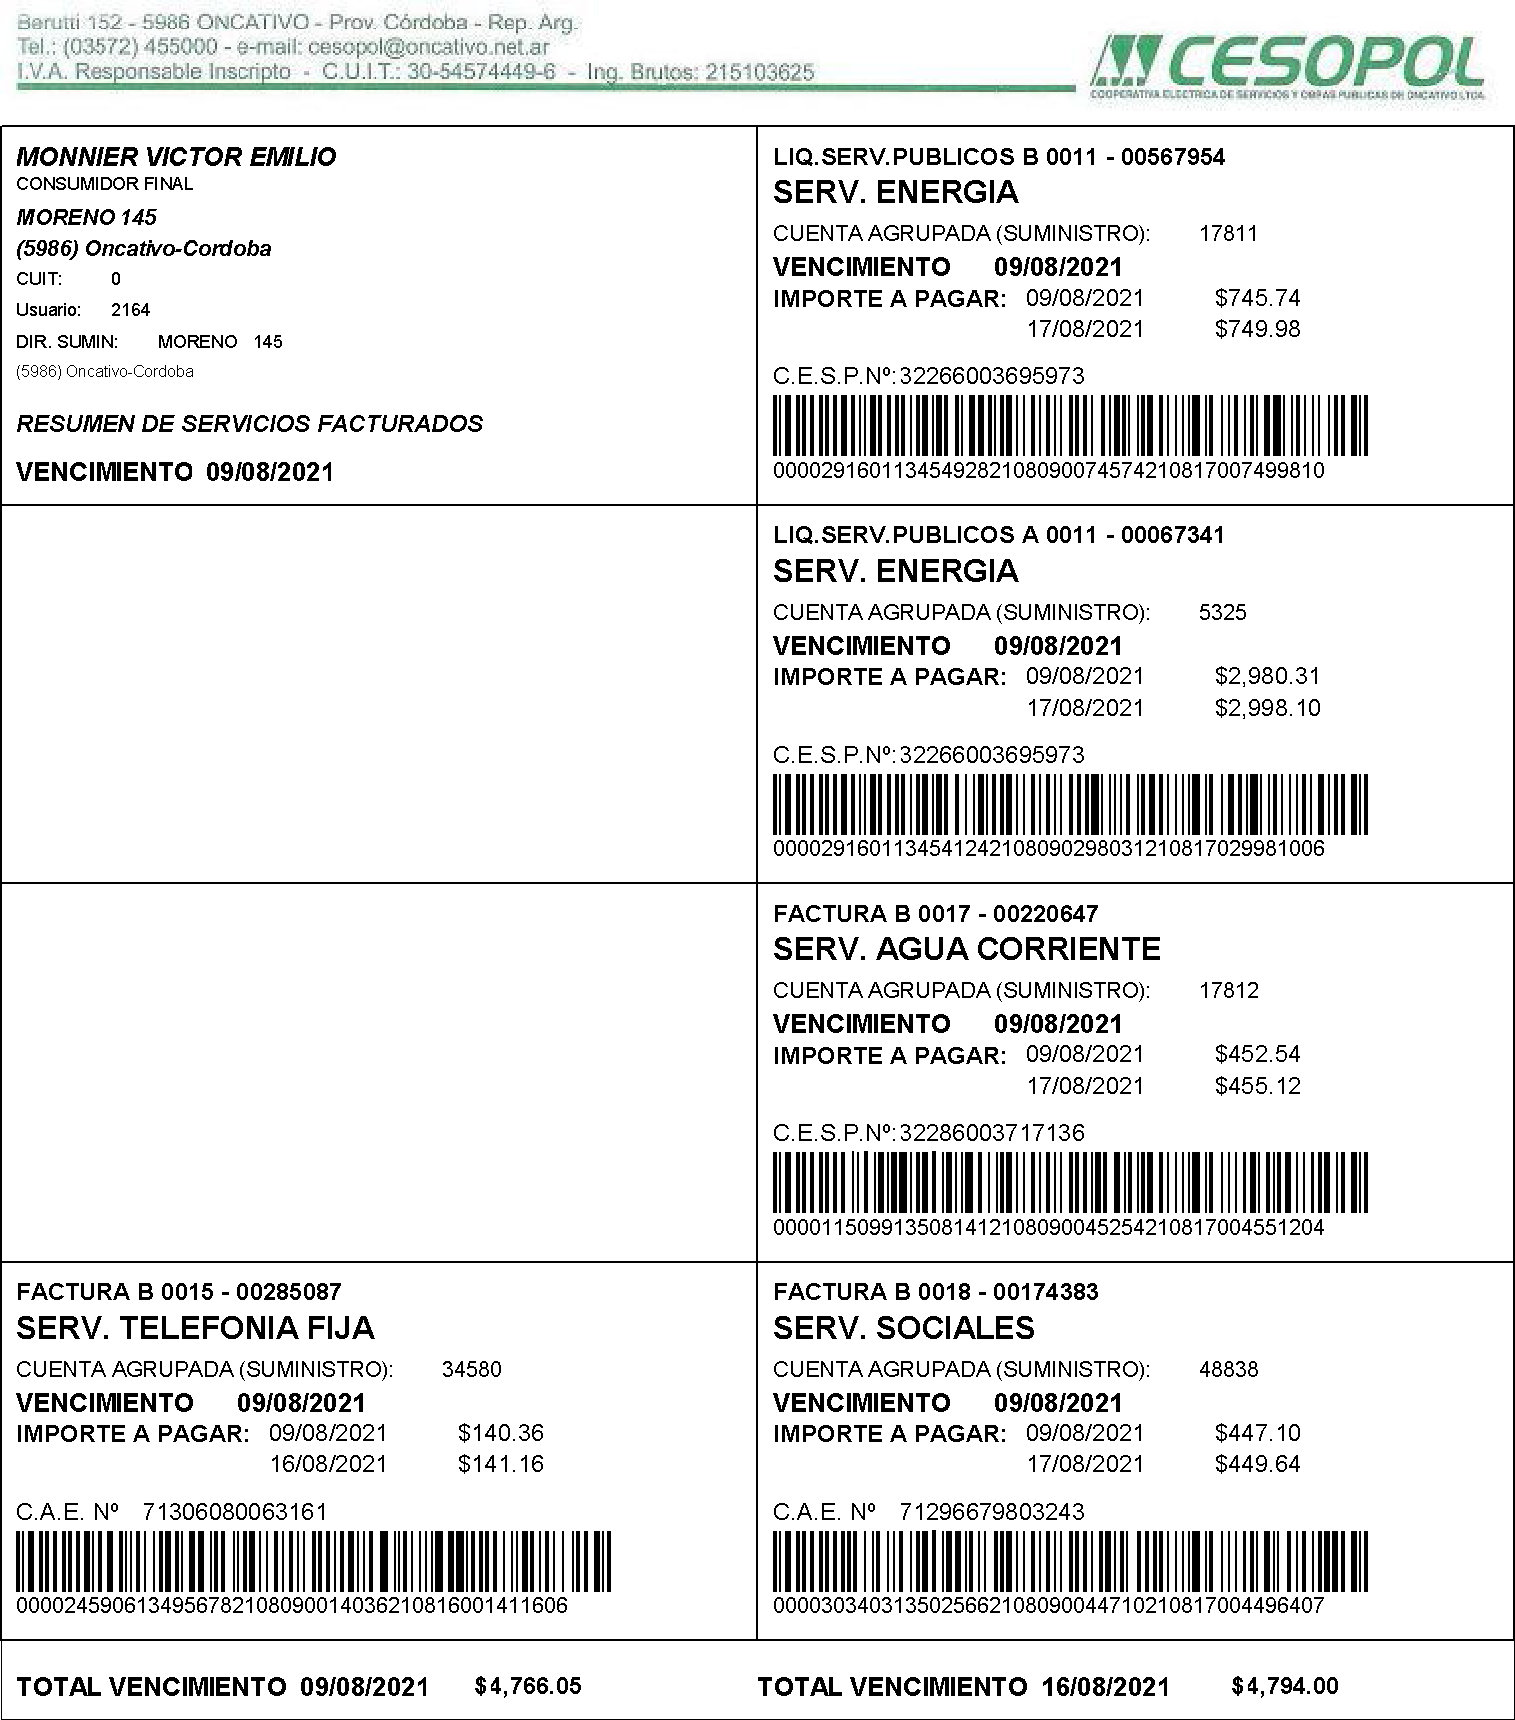 Berutti 152 - 5986 ONCATIVO - Prov. Córdoba - Rep. Arg.
Tel.: (03572) 455000 - e-mail: cesopol@oncativo.net.ar
I.V.A. Responsable Inscripto - C.U.I.T.: 30-54574449-6 - Ing. Brutos: 215103625
CESOPOL
COOPERATIVA ELECTRICA DE SERVICIOS Y OBRAS PUBLICAS DE ONCATIVO LTDA.
MONNIER VICTOR EMILIO
CONSUMIDOR FINAL
MORENO 145
(5986) Oncativo-Cordoba
CUIT: 0
Usuario: 2164
DIR. SUMIN: MORENO 145
(5986) Oncativo-Cordoba
RESUMEN DE SERVICIOS FACTURADOS
VENCIMIENTO 09/08/2021
LIQ.SERV.PUBLICOS B 0011 - 00567954
SERV. ENERGIA
CUENTA AGRUPADA (SUMINISTRO): 17811
VENCIMIENTO 09/08/2021
IMPORTE A PAGAR: 09/08/2021 $745.74
17/08/2021 $749.98
C.E.S.P.Nº: 32266003695973
0000291601134549282108090074574210817007499810
LIQ.SERV.PUBLICOS A 0011 - 00067341
SERV. ENERGIA
CUENTA AGRUPADA (SUMINISTRO): 5325
VENCIMIENTO 09/08/2021
IMPORTE A PAGAR: 09/08/2021 $2,980.31
17/08/2021 $2,998.10
C.E.S.P.Nº: 32266003695973
0000291601134541242108090298031210817029981006
FACTURA B 0017 - 00220647
SERV. AGUA CORRIENTE
CUENTA AGRUPADA (SUMINISTRO): 17812
VENCIMIENTO 09/08/2021
IMPORTE A PAGAR: 09/08/2021 $452.54
17/08/2021 $455.12
C.E.S.P.Nº: 32286003717136
0000115099135081412108090045254210817004551204
FACTURA B 0015 - 00285087
SERV. TELEFONIA FIJA
CUENTA AGRUPADA (SUMINISTRO): 34580
VENCIMIENTO 09/08/2021
IMPORTE A PAGAR: 09/08/2021 $140.36
16/08/2021 $141.16
C.A.E. Nº 71306080063161
0000245906134956782108090014036210816001411606
FACTURA B 0018 - 00174383
SERV. SOCIALES
CUENTA AGRUPADA (SUMINISTRO): 48838
VENCIMIENTO 09/08/2021
IMPORTE A PAGAR: 09/08/2021 $447.10
17/08/2021 $449.64
C.A.E. Nº 71296679803243
0000303403135025662108090044710210817004496407
TOTAL VENCIMIENTO 09/08/2021 $4,766.05
TOTAL VENCIMIENTO 16/08/2021 $4,794.00